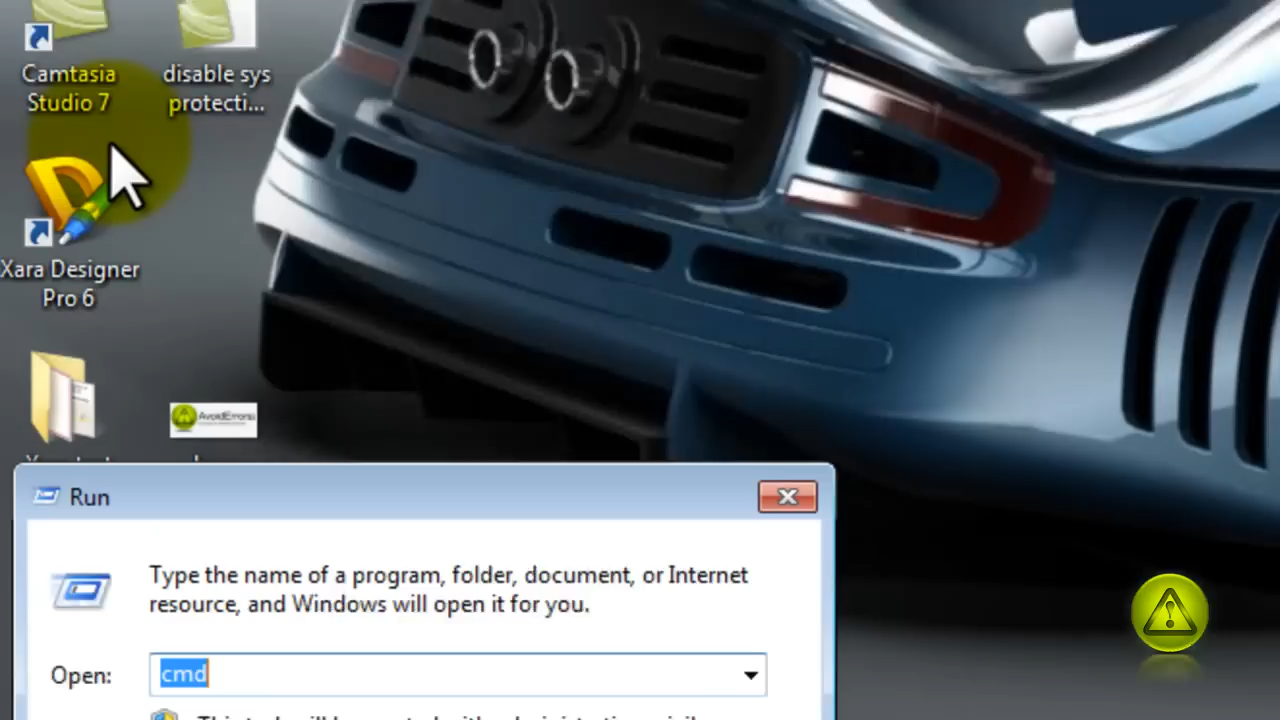 Camtasia
Studio 7
disable sys
protecti...
Xara Designer
Pro 6
AvoidErrors
Run
Type the name of a program, folder, document, or Internet
resource, and Windows will open it for you.
Open:
cmd